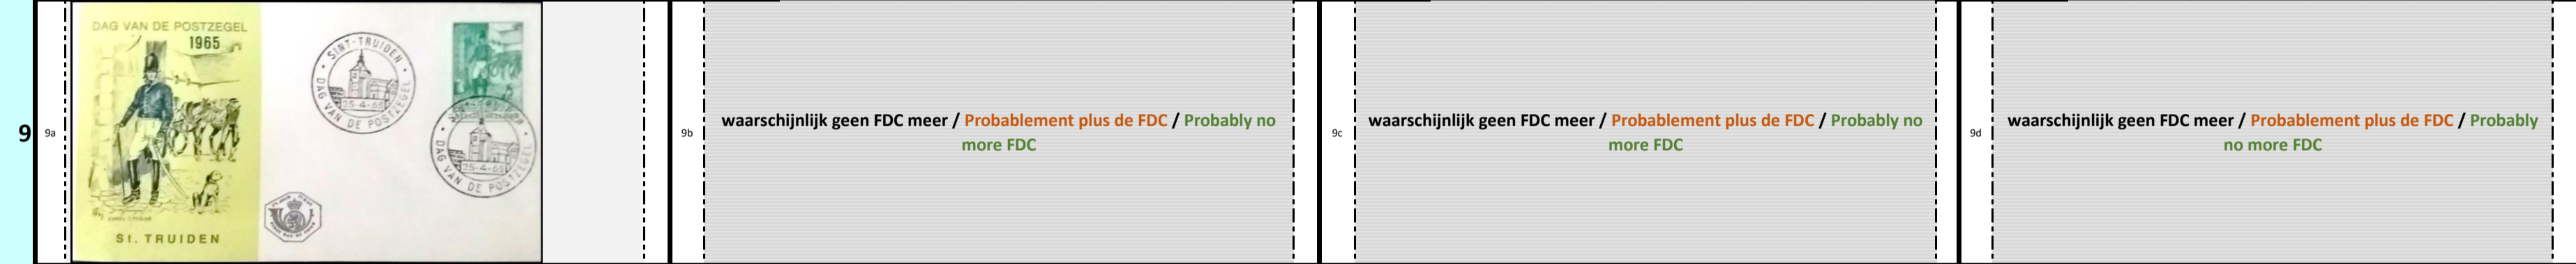 9
9a
DAG VAN DE POSTZEGEL
1965
St. TRUIDEN
SINT-TRUIDEN
25-4-65
DAG VAN DE POSTZEGEL
25-4-65
DAG VAN DE POSTZEGEL
9b
waarschijnlijk geen FDC meer / Probablement plus de FDC / Probably no
more FDC
9c
waarschijnlijk geen FDC meer / Probablement plus de FDC / Probably no
more FDC
9d
waarschijnlijk geen FDC meer / Probablement plus de FDC / Probably
no more FDC